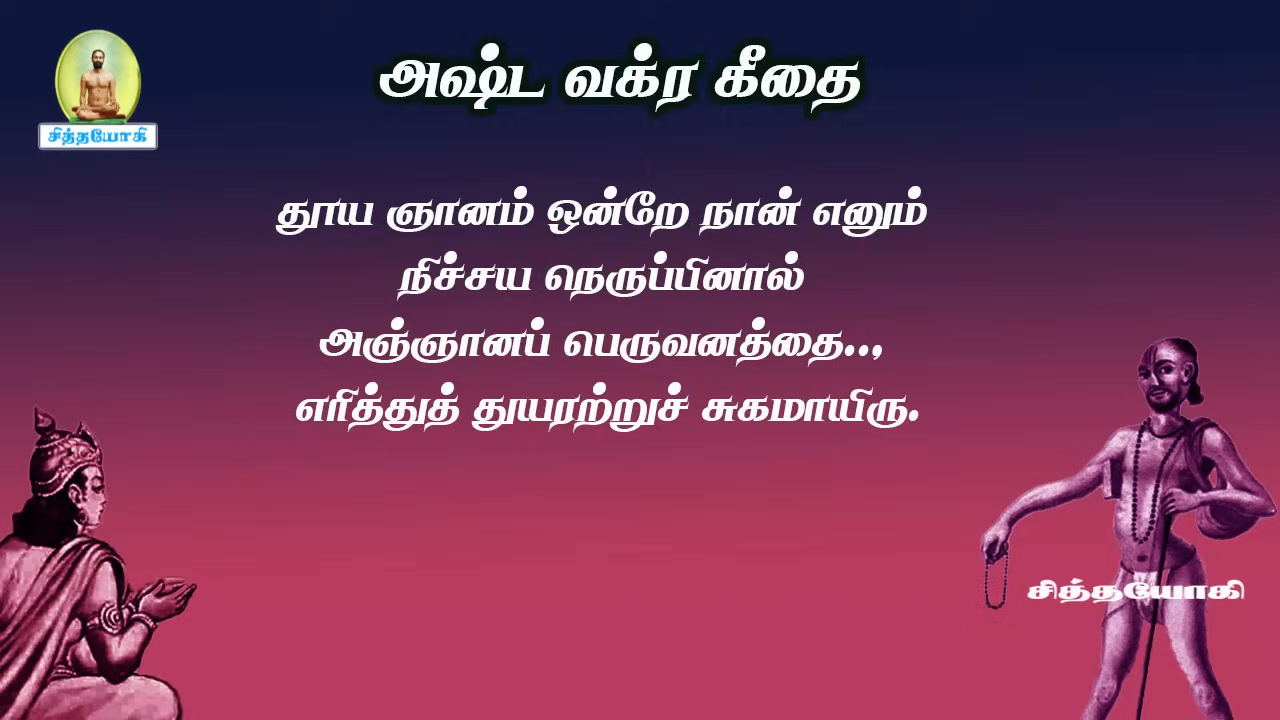 அஷ்ட வக்ர கீதை
சித்தயோகி
தூய ஞானம் ஒன்றே நான் எனும்
நிச்சய நெருப்பினால்
அஞ்ஞானப் பெருவனத்தை..,
எரித்துத் துயரற்றுச் சுகமாயிரு.
சித்தயோகி